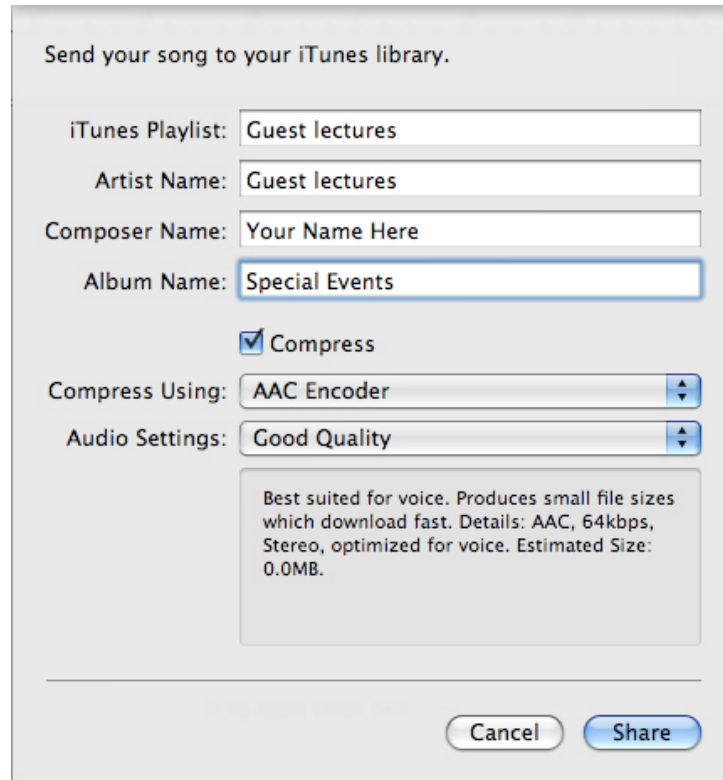 Send your song to your iTunes library.
iTunes Playlist: Guest lectures
Artist Name: Guest lectures
Composer Name: Your Name Here
Album Name: Special Events
Compress
Compress Using: AAC Encoder
Audio Settings: Good Quality
Best suited for voice. Produces small file sizes
which download fast. Details: AAC, 64kbps,
Stereo, optimized for voice. Estimated Size:
0.0MB.
Cancel Share